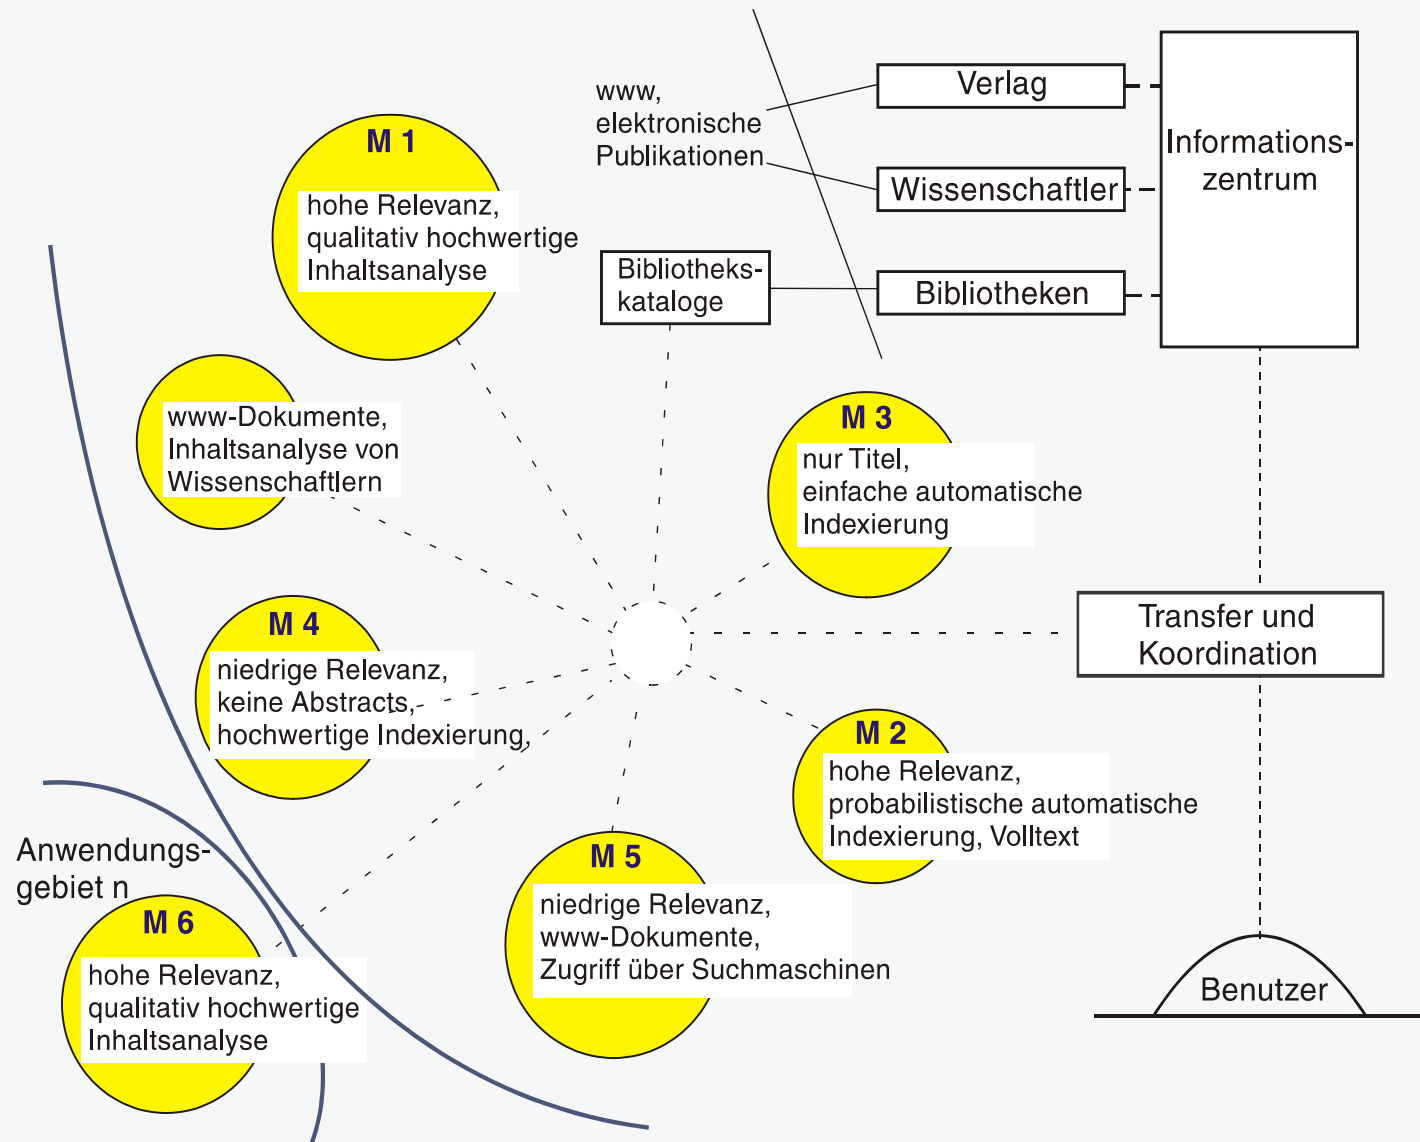 www,
elektronische
Publikationen
Verlag
Wissenschaftler
Bibliotheken
Informations-
zentrum
Bibliotheks-
kataloge
M 1
hohe Relevanz,
qualitativ hochwertige
Inhaltsanalyse
www-Dokumente,
Inhaltsanalyse von
Wissenschaftlern
M 3
nur Titel,
einfache automatische
Indexierung
M 4
niedrige Relevanz,
keine Abstracts,
hochwertige Indexierung,
Transfer und
Koordination
M 2
hohe Relevanz,
probabilistische automatische
Indexierung, Volltext
M 5
niedrige Relevanz,
www-Dokumente,
Zugriff über Suchmaschinen
Anwendungs-
gebiet n
M 6
hohe Relevanz,
qualitativ hochwertige
Inhaltsanalyse
Benutzer